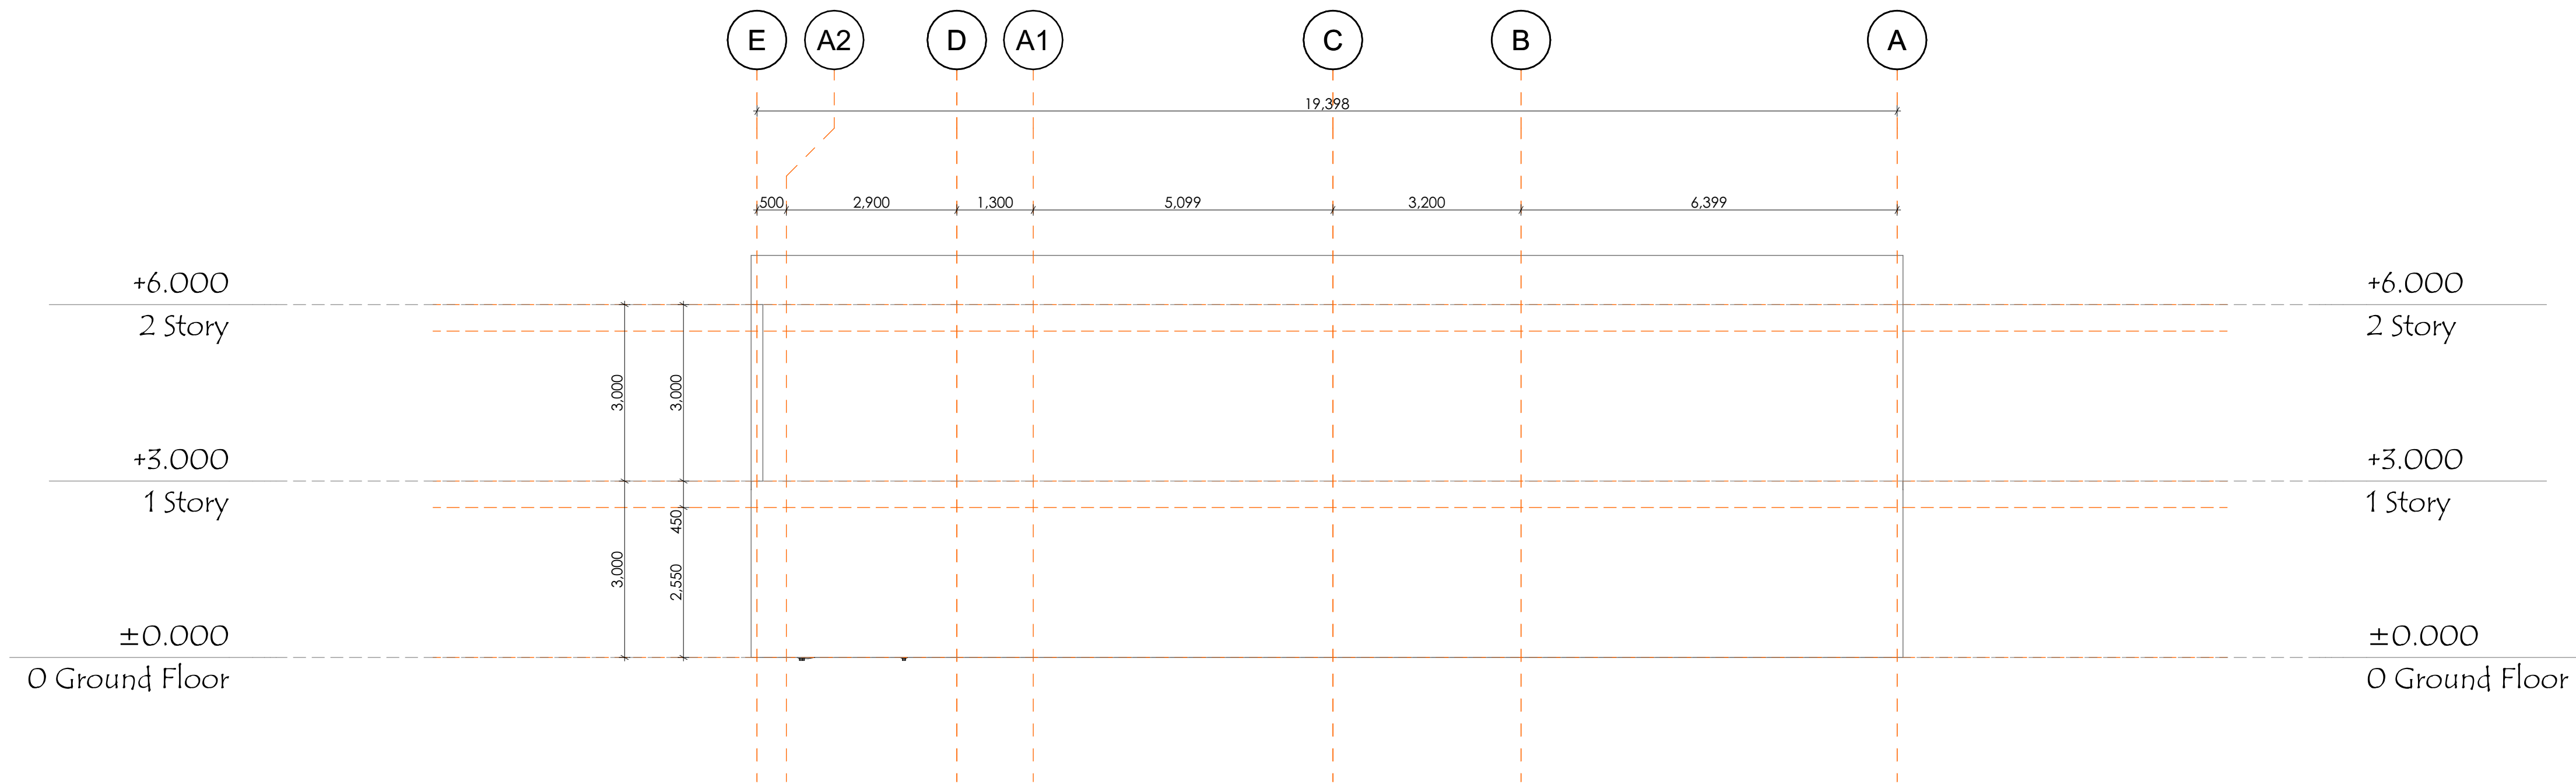 E A2 D A1 C B A
19,398
500 2,900 1,300 5,099 3,200 6,399
+6.000 +6.000
2 Story 2 Story
3,000 3,000
+3.000 +3.000
1 Story 1 Story
450
3,000 2,550
±0.000 ±0.000
0 Ground Floor 0 Ground Floor